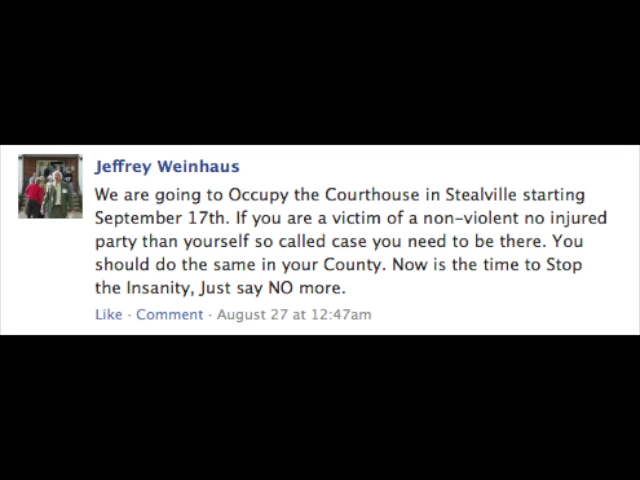 Jeffrey Weinhaus
We are going to Occupy the Courthouse in Stealville starting
September 17th. If you are a victim of a non-violent no injured
party than yourself so called case you need to be there. You
should do the same in your County. Now is the time to Stop
the Insanity, Just say NO more.
Like · Comment · August 27 at 12:47am